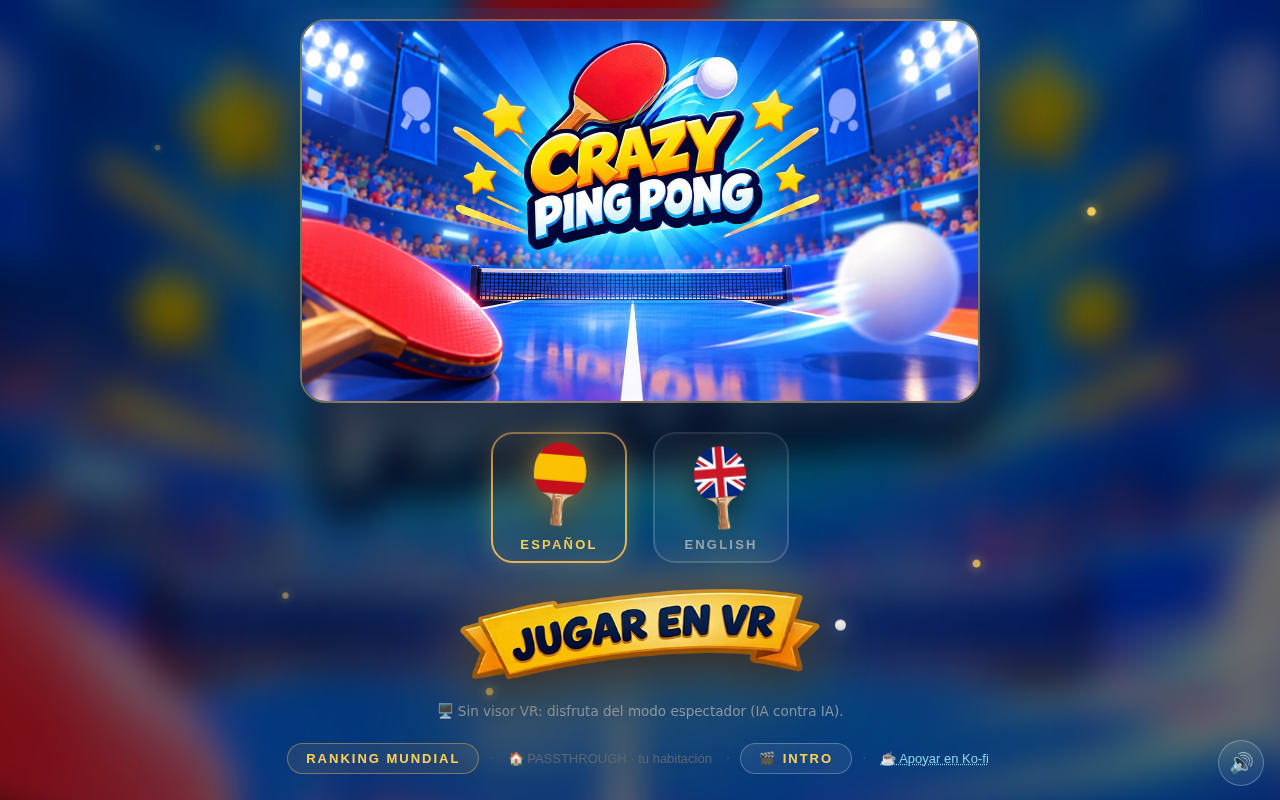 CRAZY
PING PONG
ESPAÑOL
ENGLISH
JUGAR EN VR
🖥️ Sin visor VR: disfruta del modo espectador (IA contra IA).
RANKING MUNDIAL · 🏠 PASSTHROUGH · tu habitación · 🎬 INTRO · ☕ Apoyar en Ko-fi